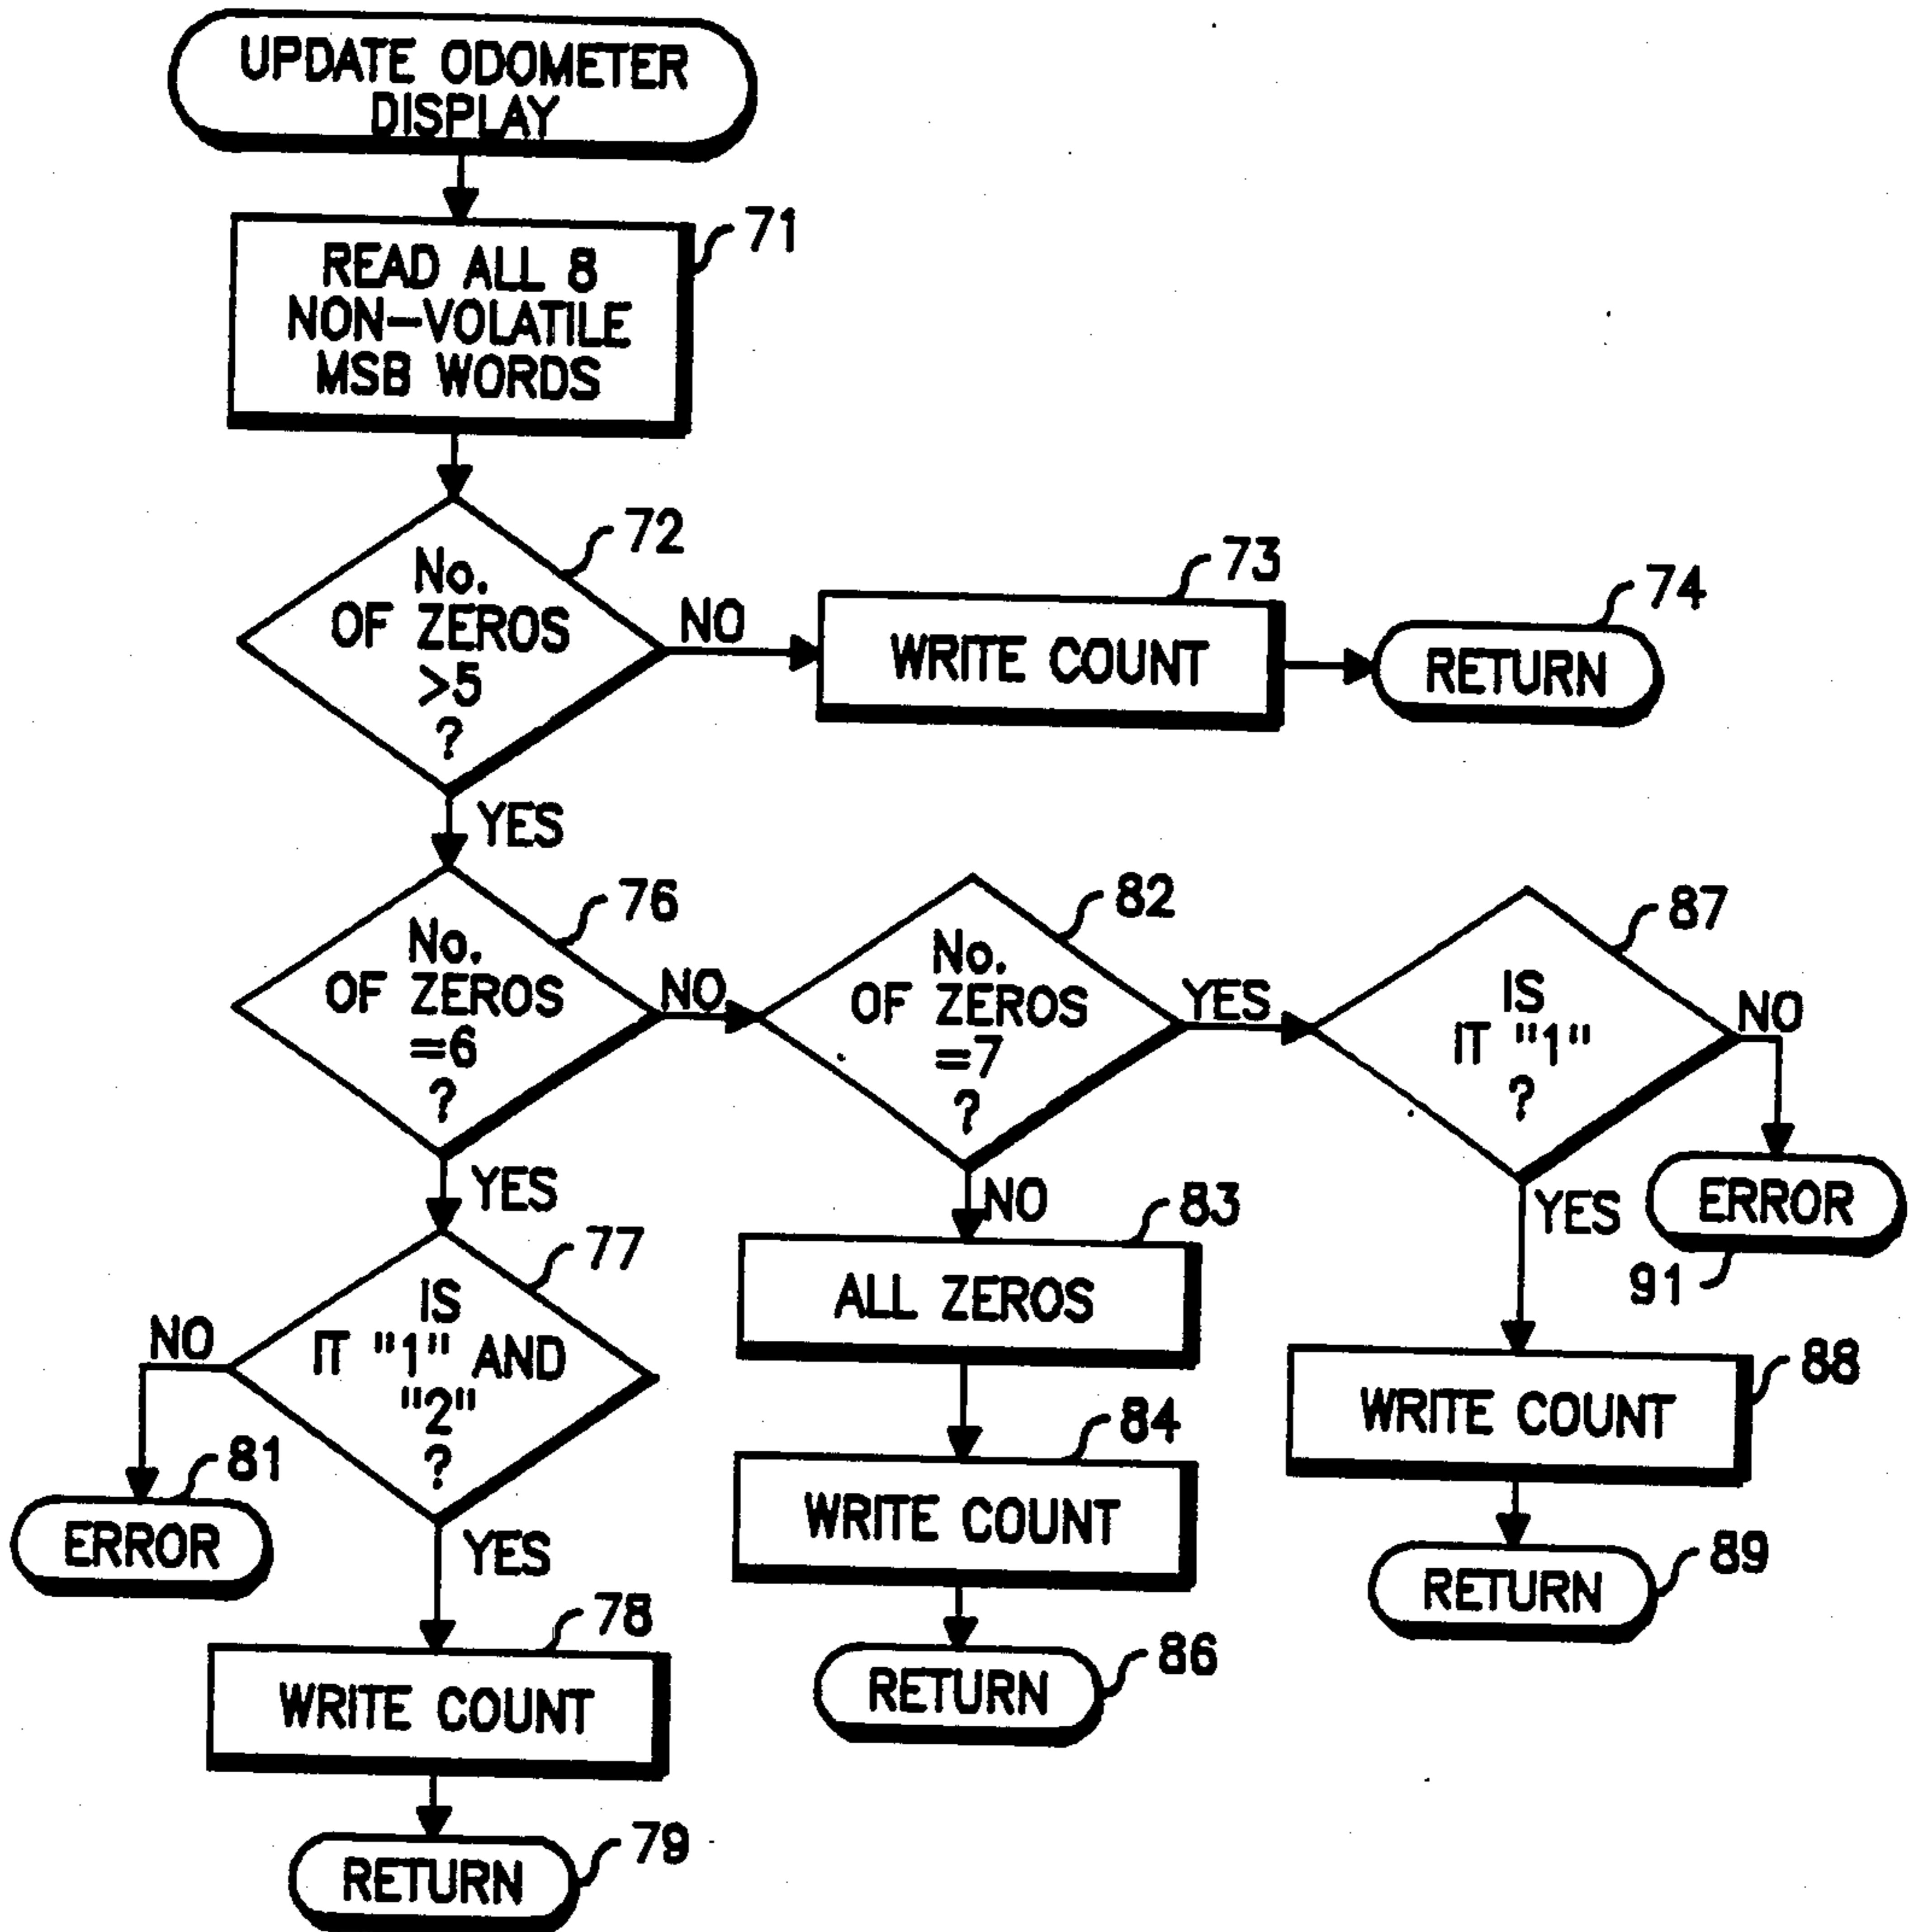 UPDATE ODOMETER
DISPLAY
71
READ ALL 8
NON-VOLATILE
MSB WORDS
72
No.
OF ZEROS
>5
?
NO
73
WRITE COUNT
74
RETURN
YES
76
No.
OF ZEROS
=6
?
NO
82
No.
OF ZEROS
=7
?
YES
87
IS
IT "1"
?
NO
ERROR
91
YES
88
WRITE COUNT
89
RETURN
NO
83
ALL ZEROS
84
WRITE COUNT
86
RETURN
YES
77
IS
IT "1" AND
"2"
?
NO
81
ERROR
YES
78
WRITE COUNT
79
RETURN